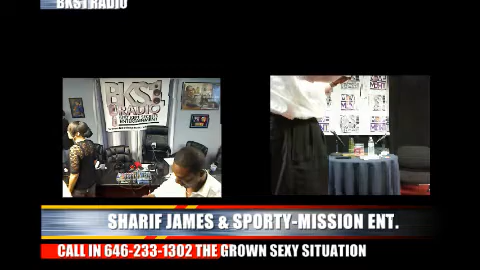 BKS1 RADIO
BKS1
RADIO
SHARIF JAMES & SPORTY-MISSION ENT.
CALL IN 646-233-1302 THE GROWN SEXY SITUATION